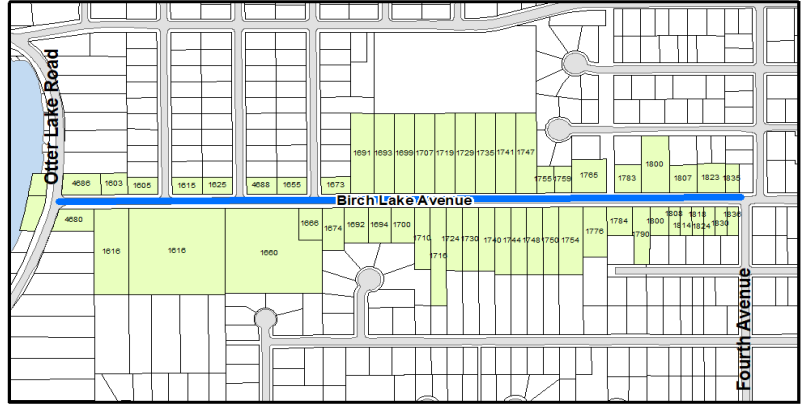 Otter Lake Road
1691 1693 1699 1707 1719 1729 1735 1741 1747
4686 1603 1605 1615 1625 4688 1655 1673
1755 1759 1765 1783 1800 1807 1823 1835
Birch Lake Avenue
4680 1616 1616 1660 1666 1674 1692 1694 1700 1710 1716 1724 1730 1740 1744 1748 1750 1754 1776 1784 1790 1800 1808 1814 1818 1824 1830 1836
Fourth Avenue